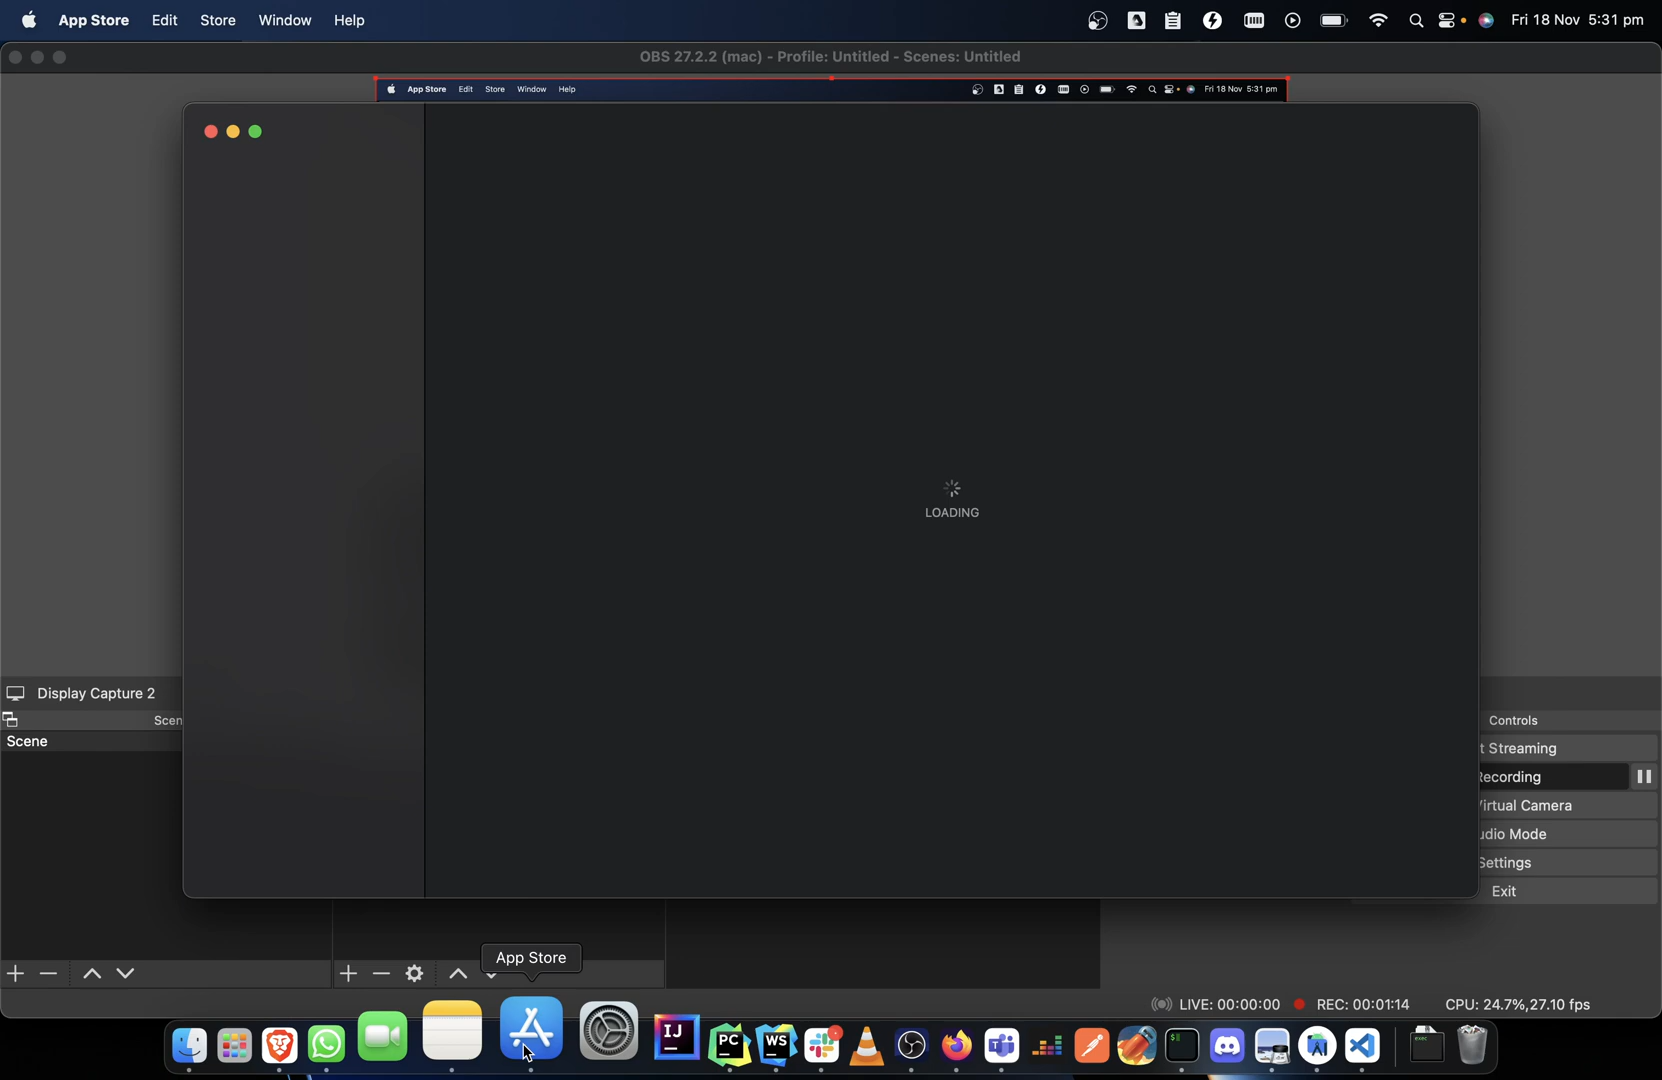 App Store Edit Store Window Help Fri 18 Nov 5:31 pm
OBS 27.2.2 (mac) - Profile: Untitled - Scenes: Untitled
App Store Edit Store Window Help Fri 18 Nov 5:31 pm
LOADING
Display Capture 2
Scen
Controls
Scene
t Streaming
Recording
Virtual Camera
udio Mode
Settings
Exit
App Store
LIVE: 00:00:00 REC: 00:01:14 CPU: 24.7%,27.10 fps
IJ
PC
WS
$
exec